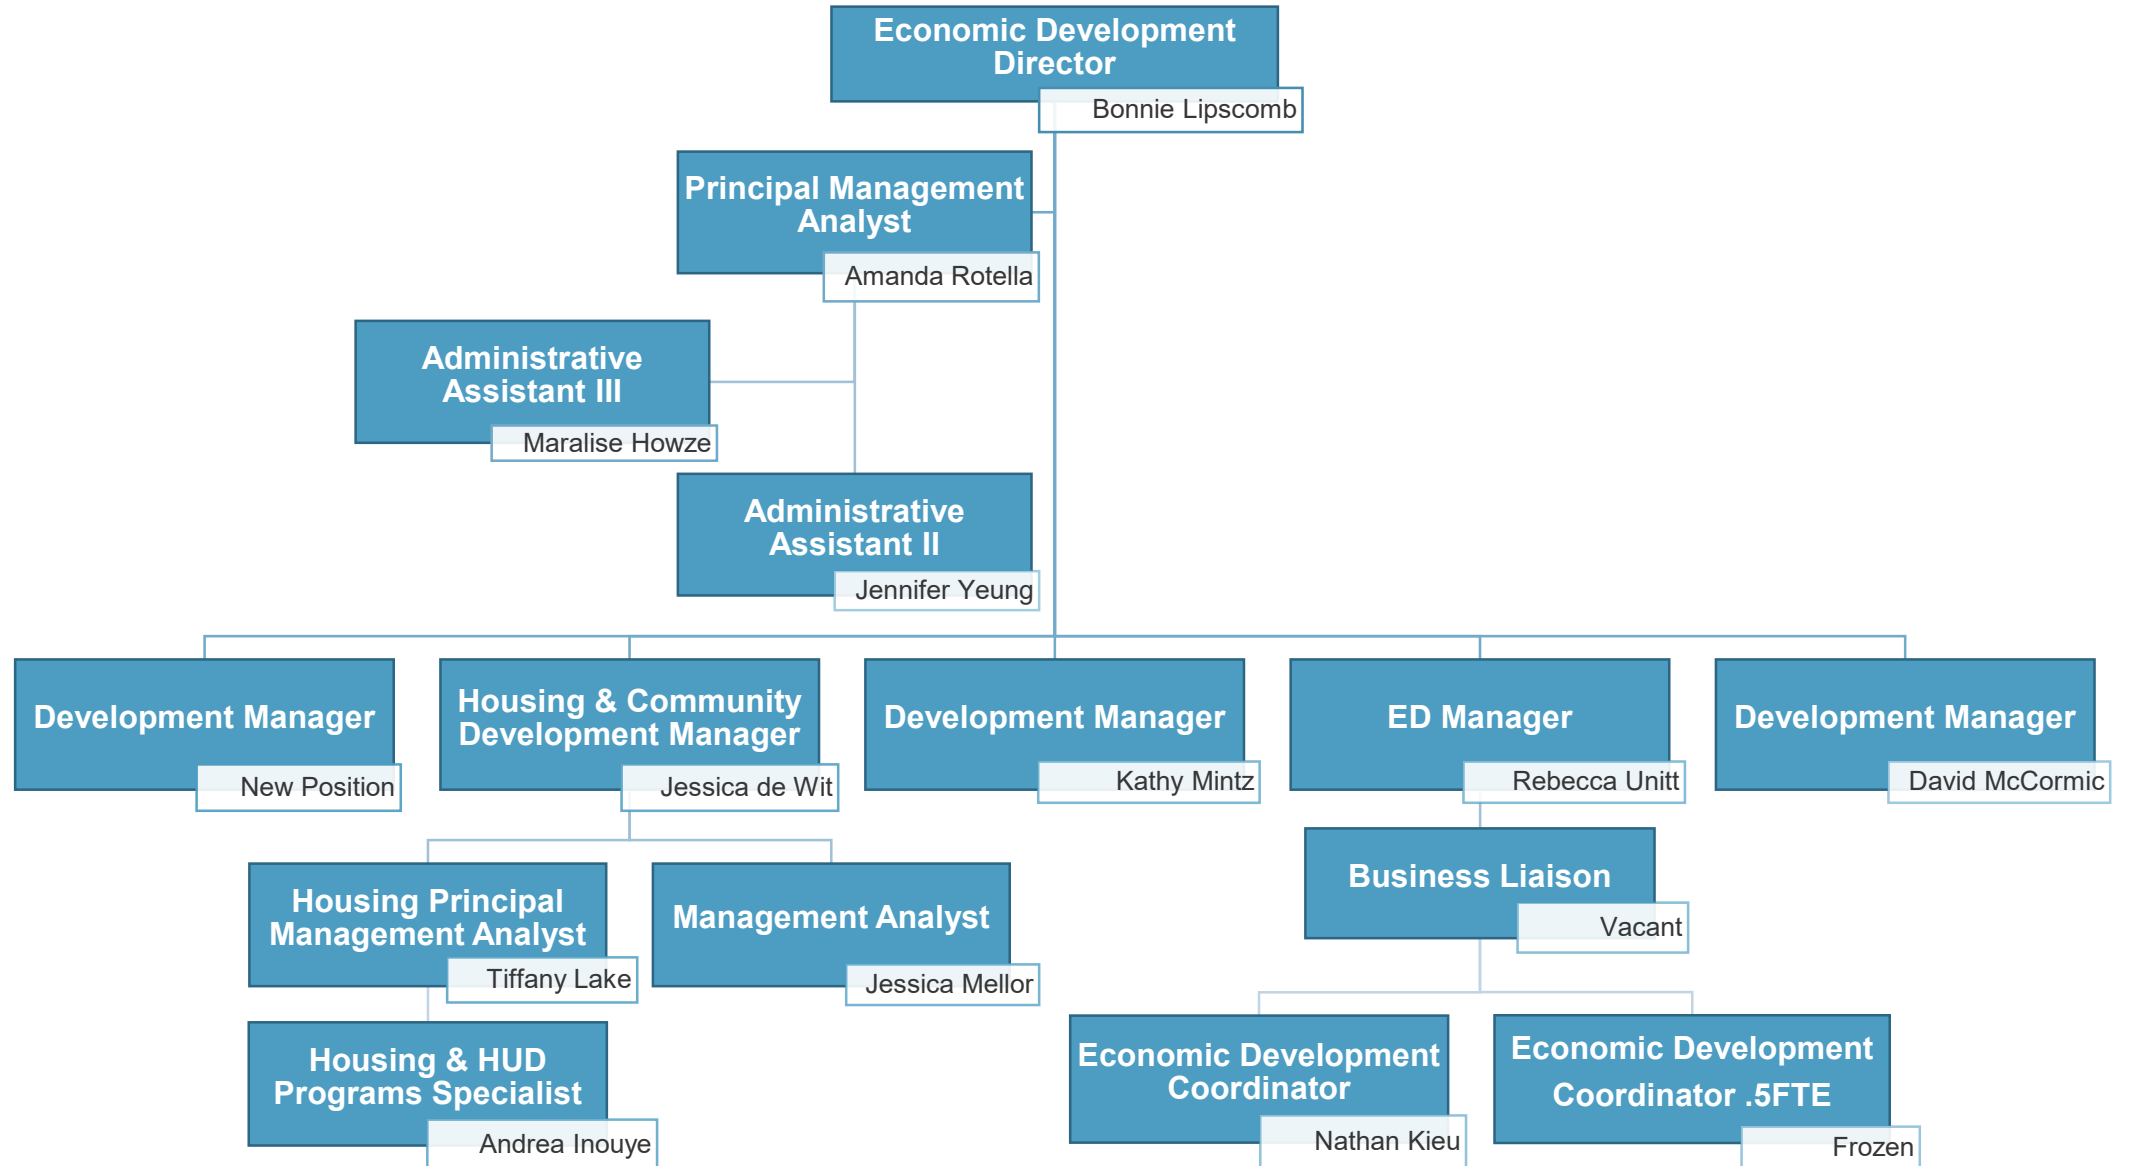 Economic Development
Director
Bonnie Lipscomb
Principal Management
Analyst
Amanda Rotella
Administrative
Assistant III
Maralise Howze
Administrative
Assistant II
Jennifer Yeung
Development Manager
New Position
Housing & Community
Development Manager
Jessica de Wit
Development Manager
Kathy Mintz
ED Manager
Rebecca Unitt
Development Manager
David McCormic
Housing Principal
Management Analyst
Tiffany Lake
Management Analyst
Jessica Mellor
Business Liaison
Vacant
Housing & HUD
Programs Specialist
Andrea Inouye
Economic Development
Coordinator
Nathan Kieu
Economic Development
Coordinator .5FTE
Frozen